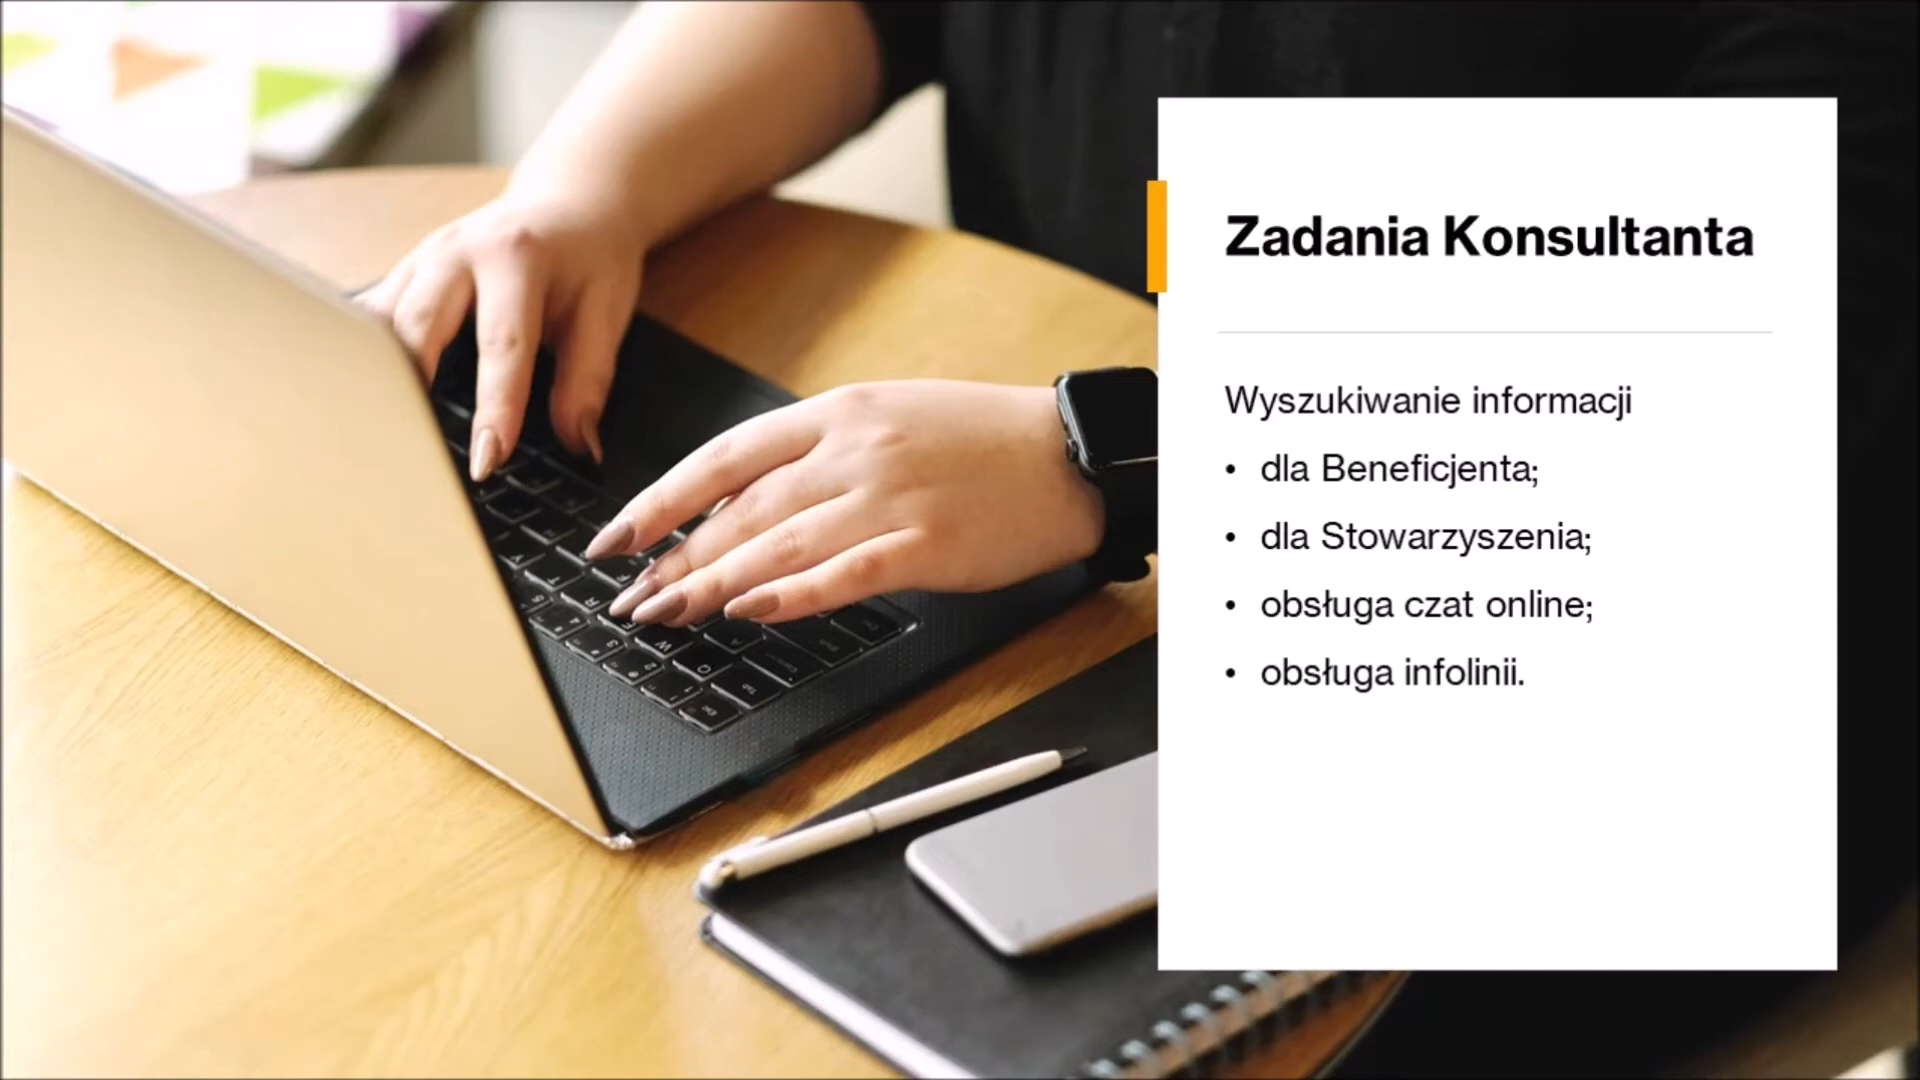 Zadania Konsultanta
Wyszukiwanie informacji
• dla Beneficjenta;
• dla Stowarzyszenia;
• obsługa czat online;
• obsługa infolinii.